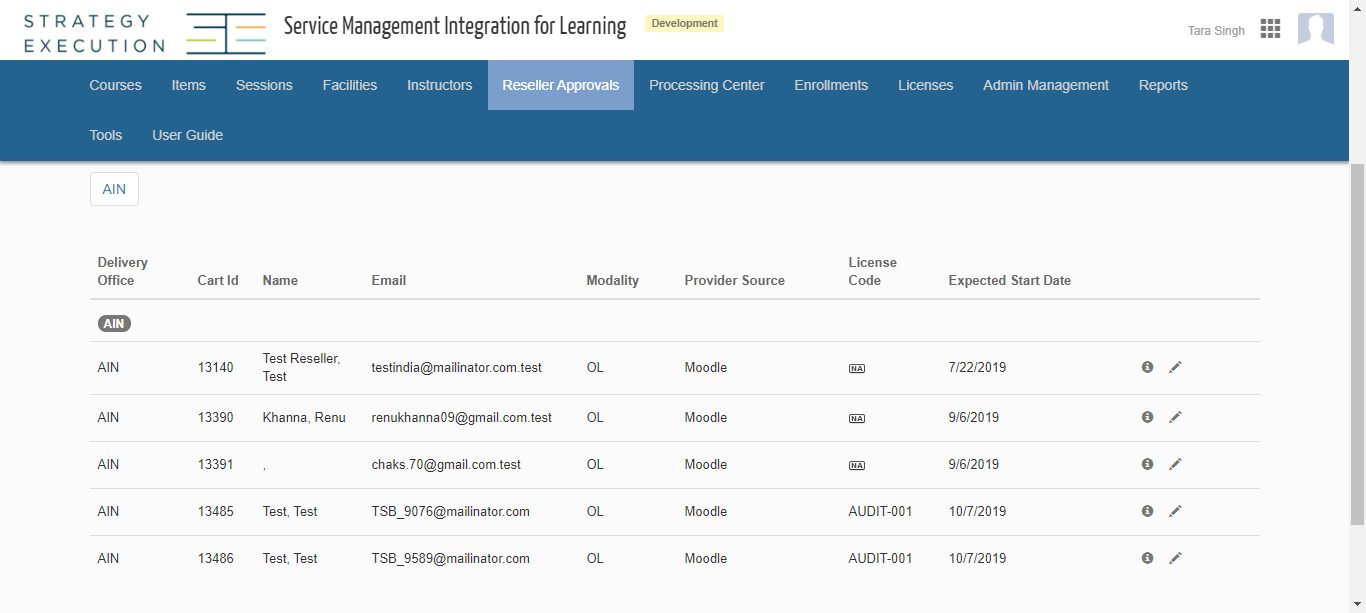 STRATEGY
EXECUTION
Service Management Integration for Learning
Development
Tara Singh
Courses Items Sessions Facilities Instructors Reseller Approvals Processing Center Enrollments Licenses Admin Management Reports
Tools User Guide
AIN
Delivery Office Cart Id Name Email Modality Provider Source License Code Expected Start Date
AIN
AIN 13140 Test Reseller, Test testindia@mailinator.com.test OL Moodle NA 7/22/2019
AIN 13390 Khanna, Renu renukhanna09@gmail.com.test OL Moodle NA 9/6/2019
AIN 13391 , chaks.70@gmail.com.test OL Moodle NA 9/6/2019
AIN 13485 Test, Test TSB_9076@mailinator.com OL Moodle AUDIT-001 10/7/2019
AIN 13486 Test, Test TSB_9589@mailinator.com OL Moodle AUDIT-001 10/7/2019